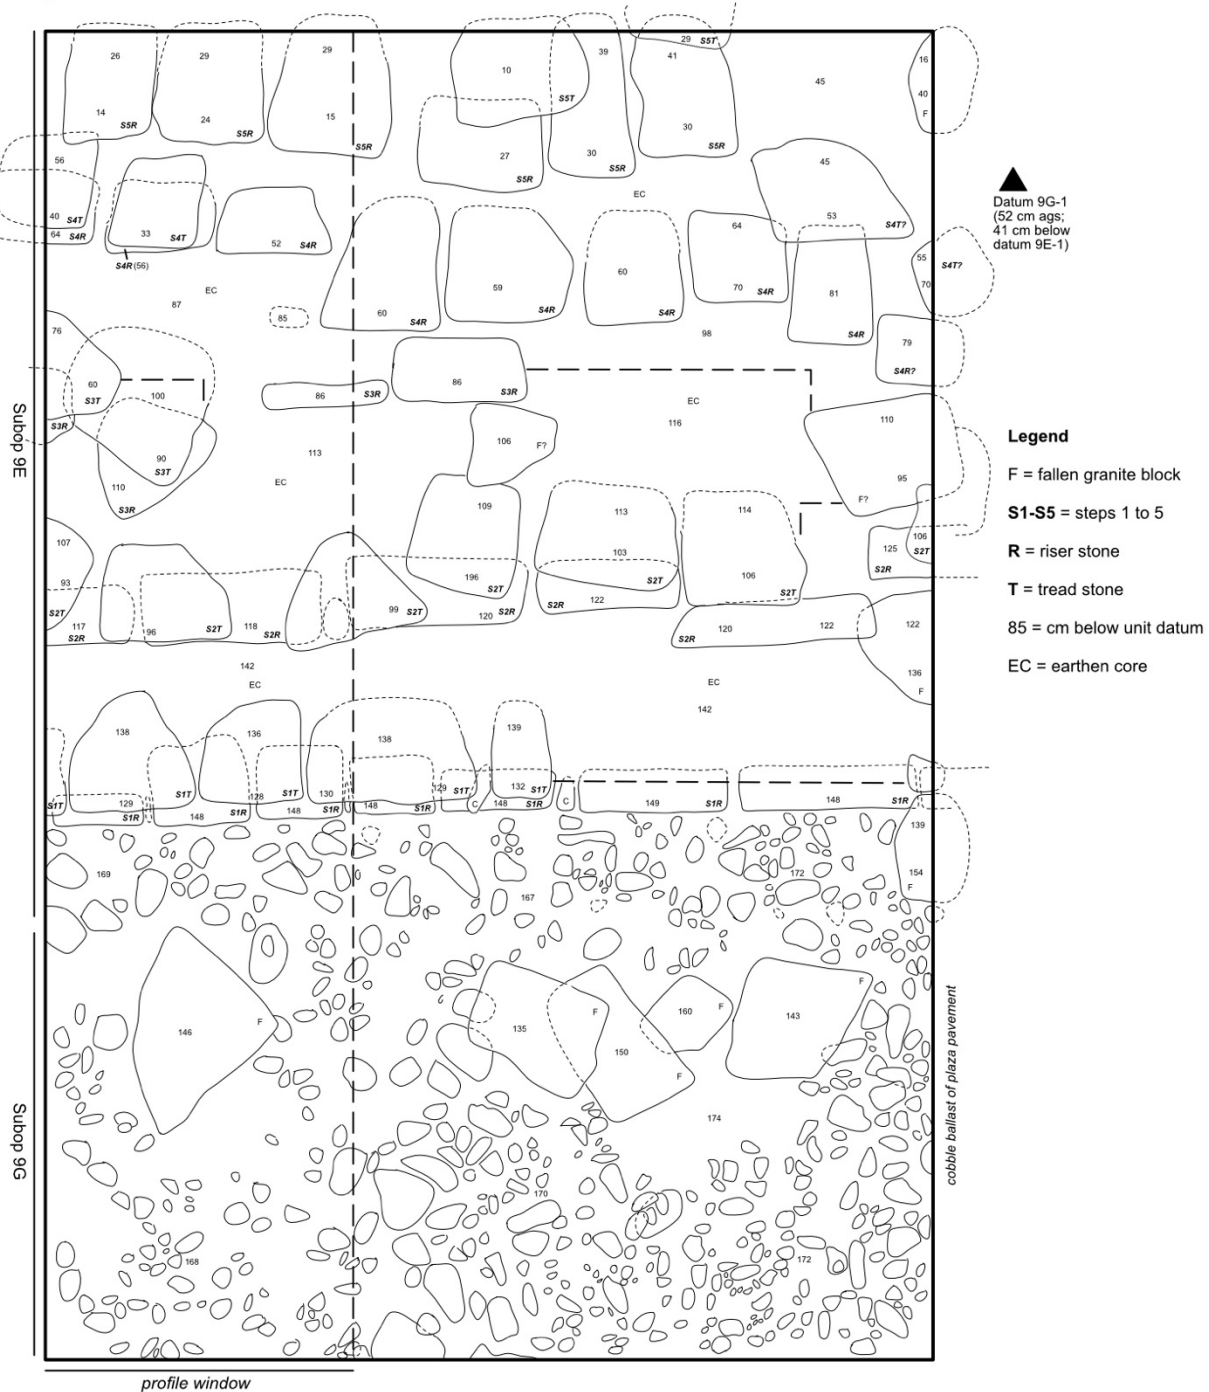 29 S5T
26 29 29 10 39 41 45 16
40
F
14 S5R 24 S5R 15 S5R S5T 30 S5R
27 S5R 30 S5R
56 45
EC
40 S4T 33 S4T 52 S4R 64 53 S4T?
64 S4R
S4R (56)
Datum 9G-1
(52 cm ags;
41 cm below
datum 9E-1)
55 S4T?
70
87 EC 85 60 S4R 59 S4R 60 S4R 70 S4R 81 S4R
98
76 79
S4R?
60 S3T 100 86 S3R 86 S3R EC
116
S3R 110
113 106 F?
90 S3T
EC
110 S3R
95
F?
Subop 9E
Legend
F = fallen granite block
S1-S5 = steps 1 to 5
R = riser stone
T = tread stone
85 = cm below unit datum
EC = earthen core
107 109 113 114 106
S2T
125
S2R
93 103
S2T 196 S2T S2T 106 S2T
117
S2R 96 S2T 118 S2R 99 S2T 120 S2R S2R 122 S2R 120 122 122
142
EC
EC
142
136
F
138 136 138 139
S1T 129 S1R S1T 148 S1R 128 S1T 148 S1R 130 148 S1R 129 S1T C 132 S1T 148 S1R C 149 S1R 148 S1R
139
154
F
169 167 172
146 F 135 F 150 F 160 F 143 F
174
170
168 172
Subop 9G
cobble ballast of plaza pavement
profile window